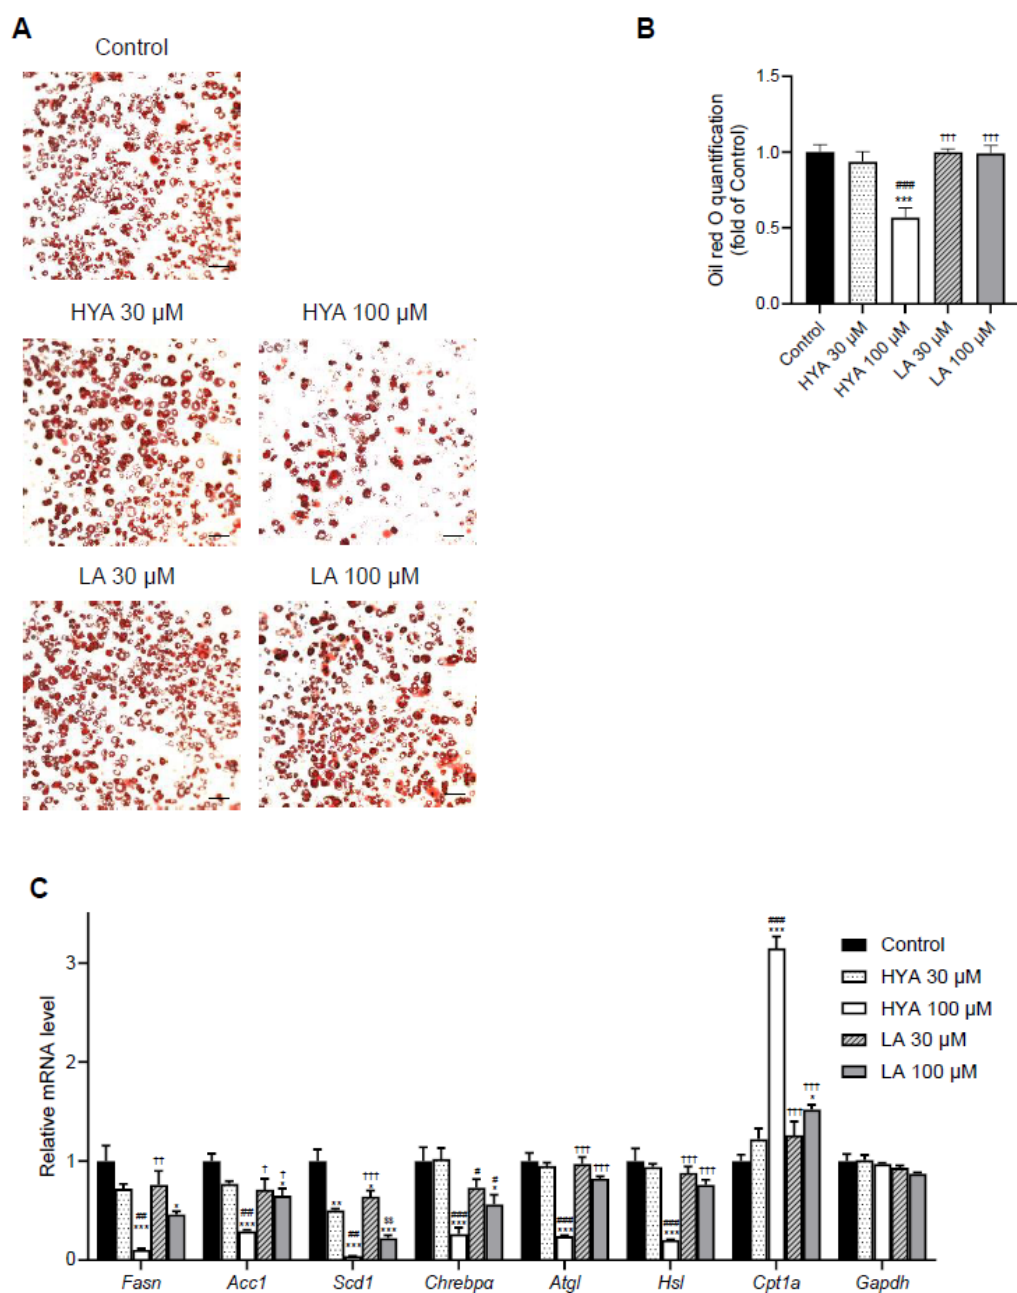 A
Control
HYA 30 µM
HYA 100 µM
LA 30 µM
LA 100 µM
B
Oil red O quantification
(fold of Control)
1.5
1.0
0.5
0.0
###
***
†††
†††
Control
HYA 30 µM
HYA 100 µM
LA 30 µM
LA 100 µM
C
Relative mRNA level
3
2
1
0
##
***
††
*
##
***
†
†
*
**
##
***
†††
*
$$
***
###
***
#
#
*
###
***
†††
†††
###
***
†††
†††
###
***
†††
†††
*
Fasn
Acc1
Scd1
Chrebpα
Atgl
Hsl
Cpt1a
Gapdh
Control
HYA 30 µM
HYA 100 µM
LA 30 µM
LA 100 µM